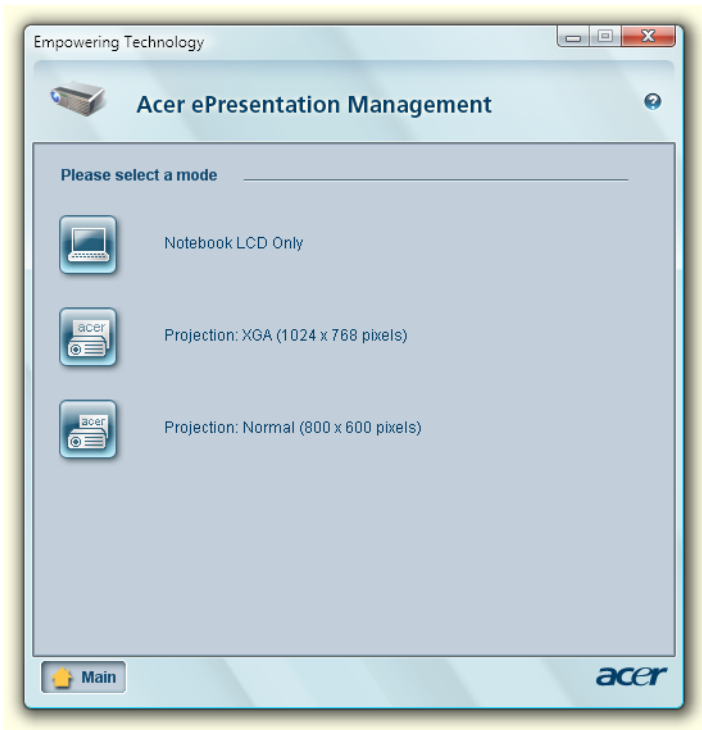 Empowering Technology
Acer ePresentation Management
Please select a mode
Notebook LCD Only
acer
Projection: XGA (1024 x 768 pixels)
acer
Projection: Normal (800 x 600 pixels)
Main
acer